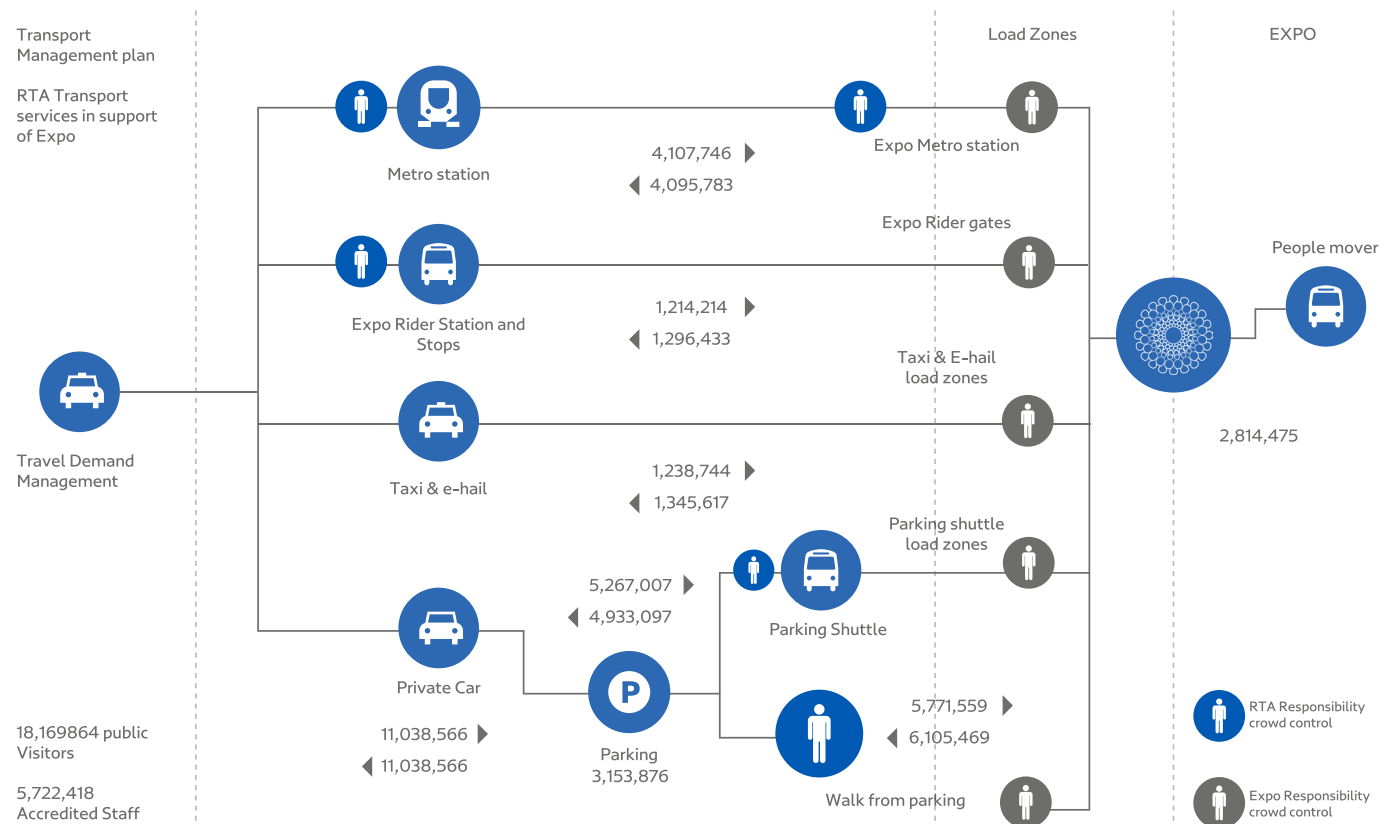 Transport
Management plan
RTA Transport
services in support
of Expo
Load Zones
EXPO
Metro station
4,107,746
4,095,783
Expo Metro station
Expo Rider Station and
Stops
1,214,214
1,296,433
Expo Rider gates
People mover
2,814,475
Travel Demand
Management
Taxi & e-hail
1,238,744
1,345,617
Taxi & E-hail
load zones
Private Car
11,038,566
11,038,566
5,267,007
4,933,097
P
Parking
3,153,876
Parking Shuttle
Parking shuttle
load zones
5,771,559
6,105,469
Walk from parking
18,169864 public
Visitors
5,722,418
Accredited Staff
RTA Responsibility
crowd control
Expo Responsibility
crowd control